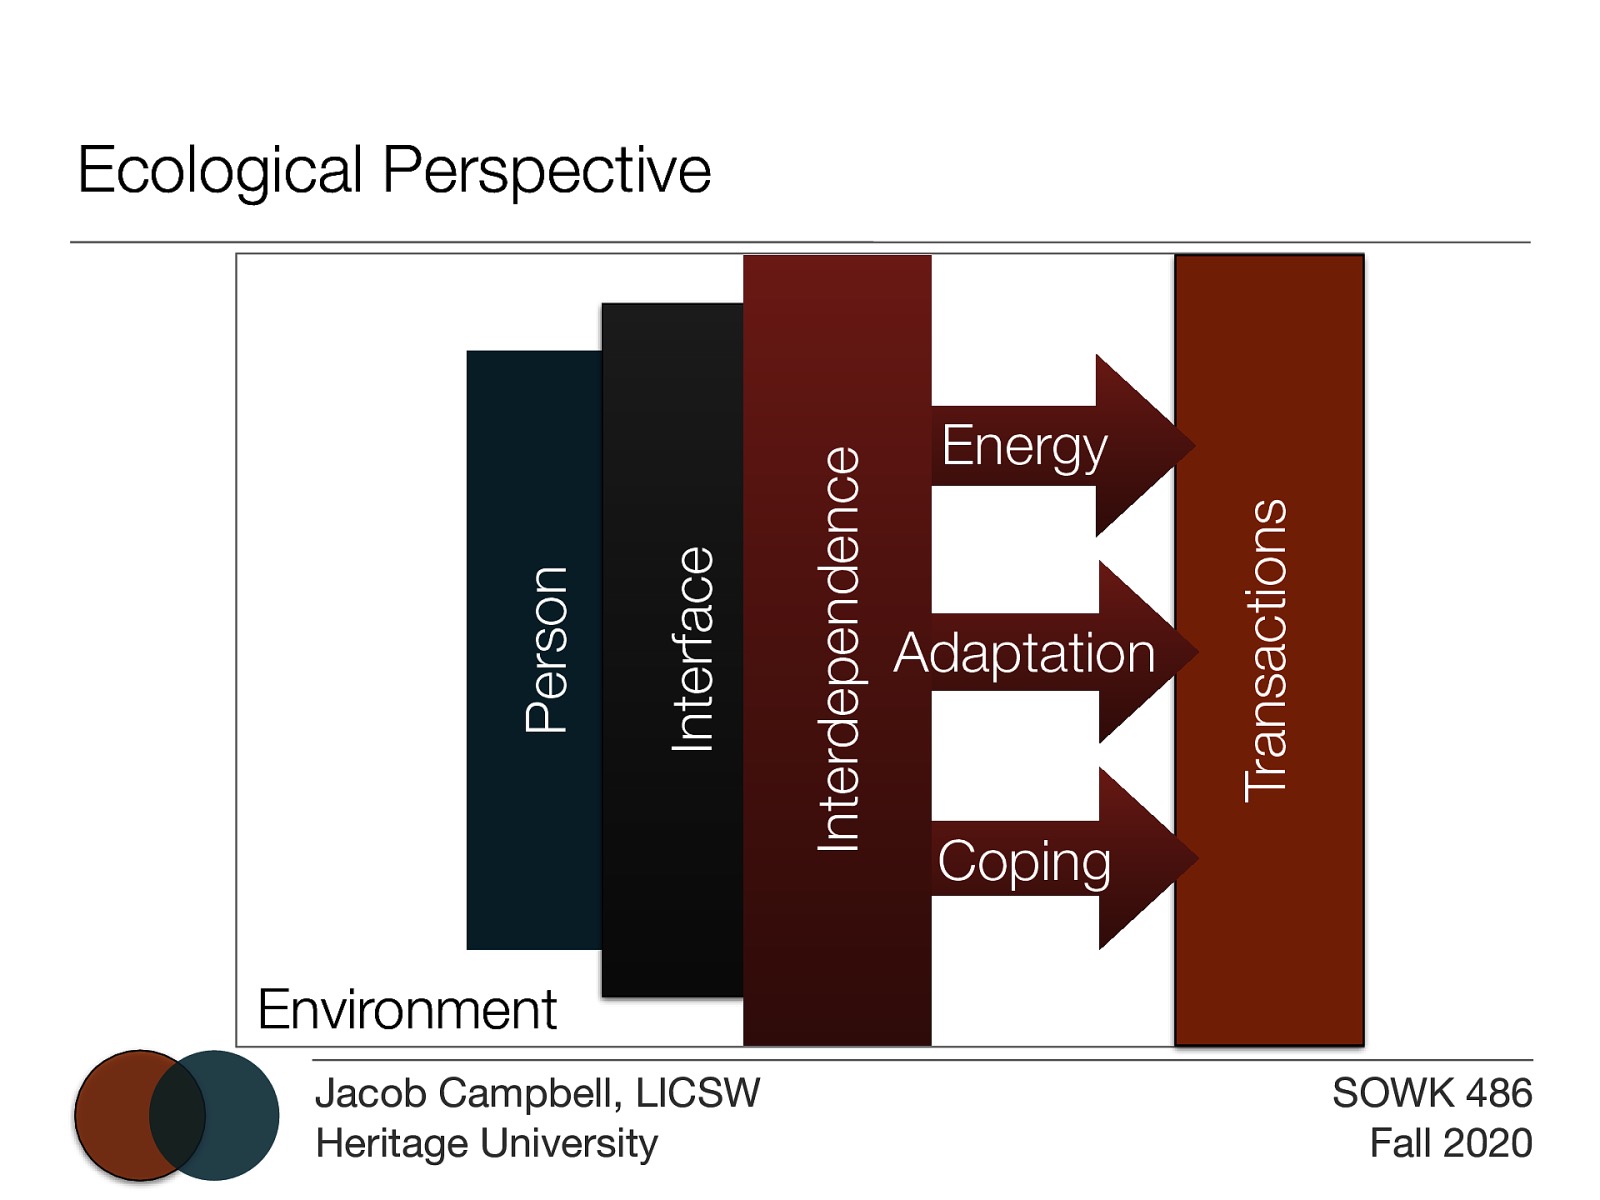 Ecological Perspective
Person
Interface
Interdependence
Energy
Adaptation
Coping
Transactions
Environment
Jacob Campbell, LICSW
Heritage University
SOWK 486
Fall 2020